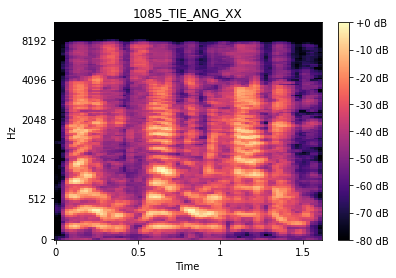 1085_TIE_ANG_XX
8192
4096
2048
1024
512
0
Hz
0
0.5
1
1.5
Time
+0 dB
-10 dB
-20 dB
-30 dB
-40 dB
-50 dB
-60 dB
-70 dB
-80 dB